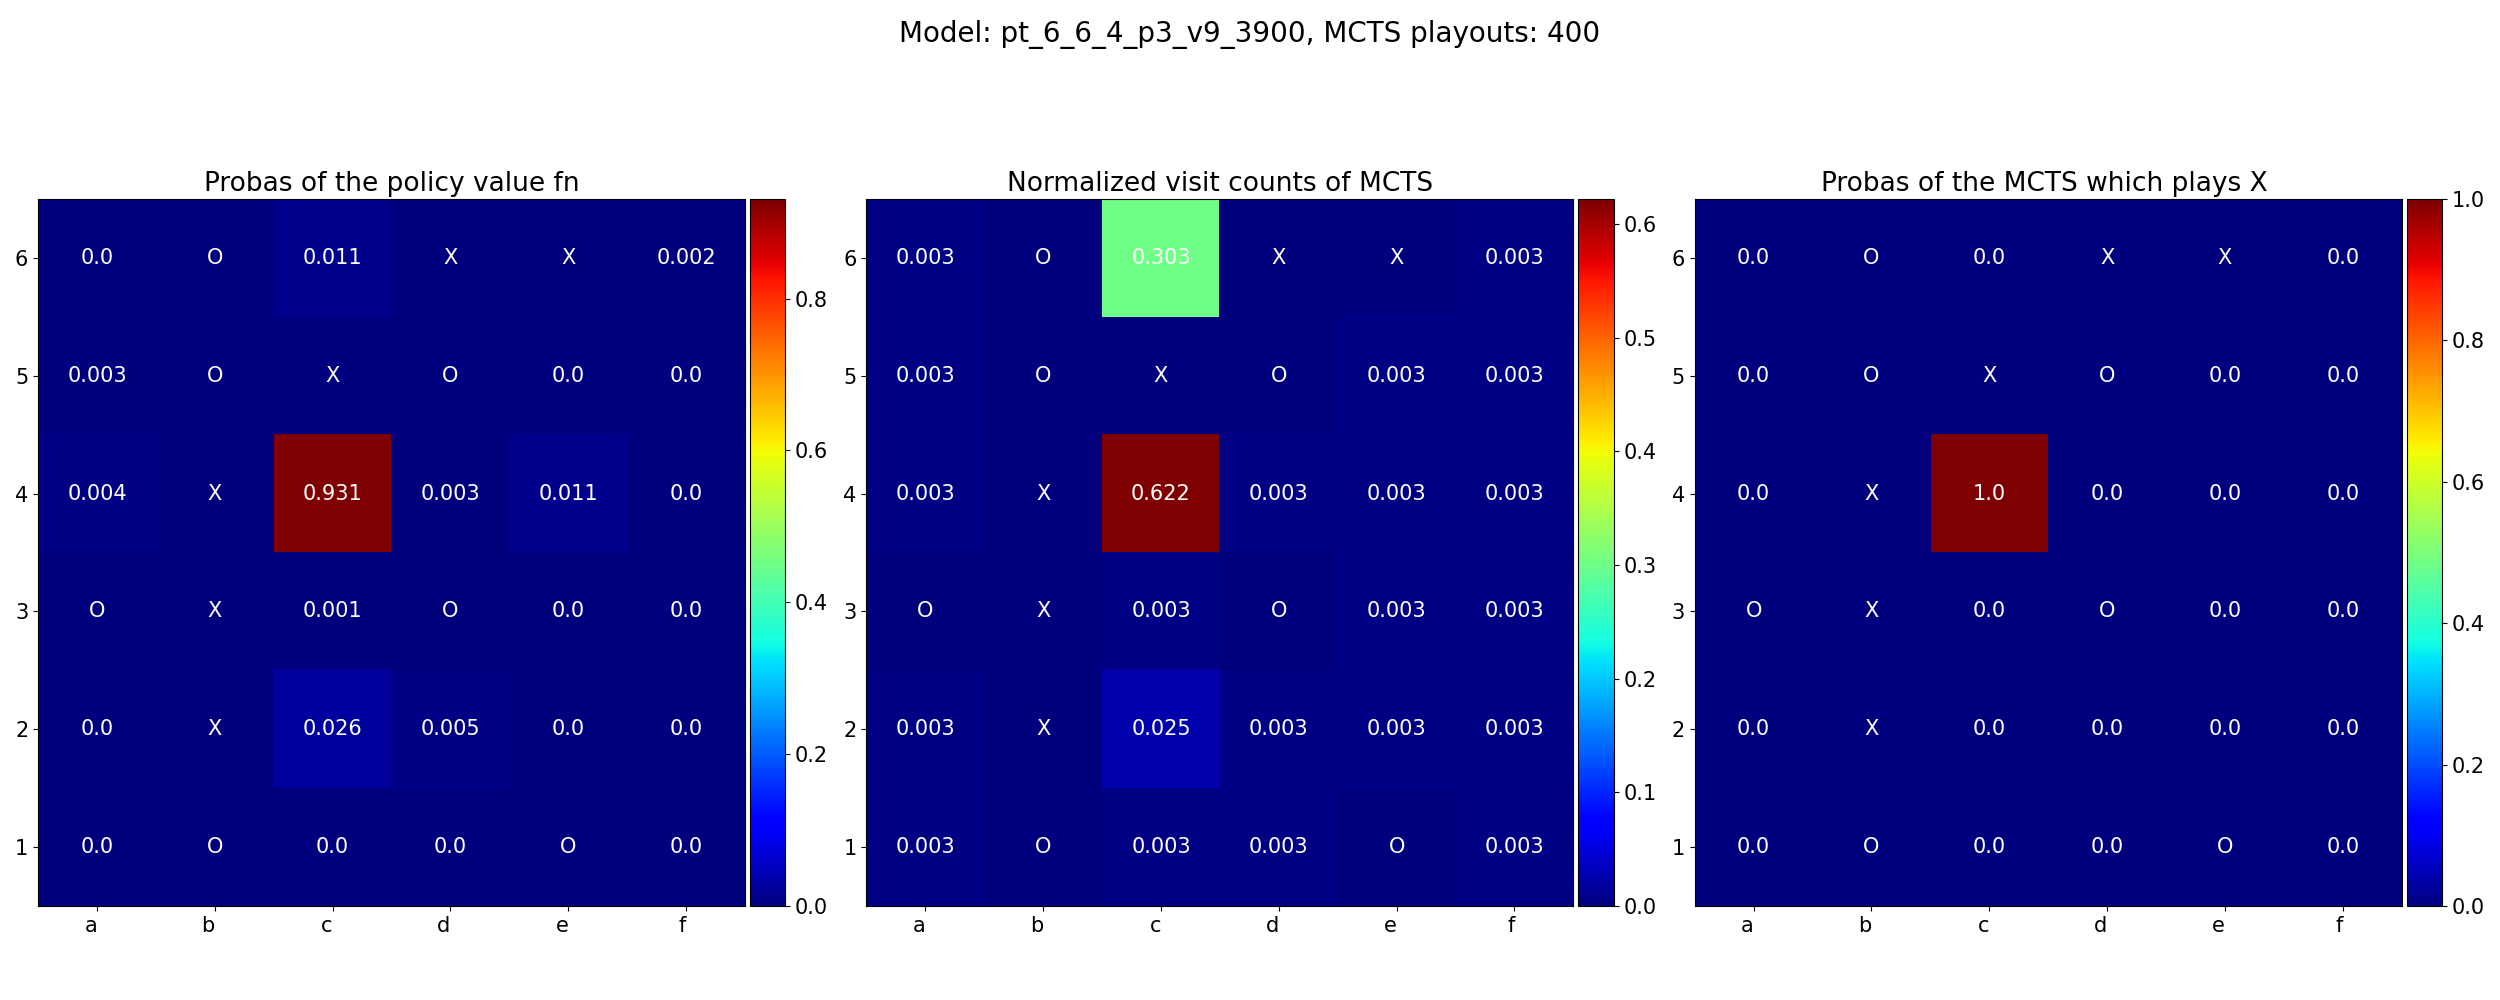 Model: pt_6_6_4_p3_v9_3900, MCTS playouts: 400
Probas of the policy value fn
6 0.0 O 0.011 X X 0.002
5 0.003 O X O 0.0 0.0
4 0.004 X 0.931 0.003 0.011 0.0
3 O X 0.001 O 0.0 0.0
2 0.0 X 0.026 0.005 0.0 0.0
1 0.0 O 0.0 0.0 O 0.0
a b c d e f
0.8
0.6
0.4
0.2
0.0
Normalized visit counts of MCTS
6 0.003 O 0.303 X X 0.003
5 0.003 O X O 0.003 0.003
4 0.003 X 0.622 0.003 0.003 0.003
3 O X 0.003 O 0.003 0.003
2 0.003 X 0.025 0.003 0.003 0.003
1 0.003 O 0.003 0.003 O 0.003
a b c d e f
0.6
0.5
0.4
0.3
0.2
0.1
0.0
Probas of the MCTS which plays X
6 0.0 O 0.0 X X 0.0
5 0.0 O X O 0.0 0.0
4 0.0 X 1.0 0.0 0.0 0.0
3 O X 0.0 O 0.0 0.0
2 0.0 X 0.0 0.0 0.0 0.0
1 0.0 O 0.0 0.0 O 0.0
a b c d e f
1.0
0.8
0.6
0.4
0.2
0.0